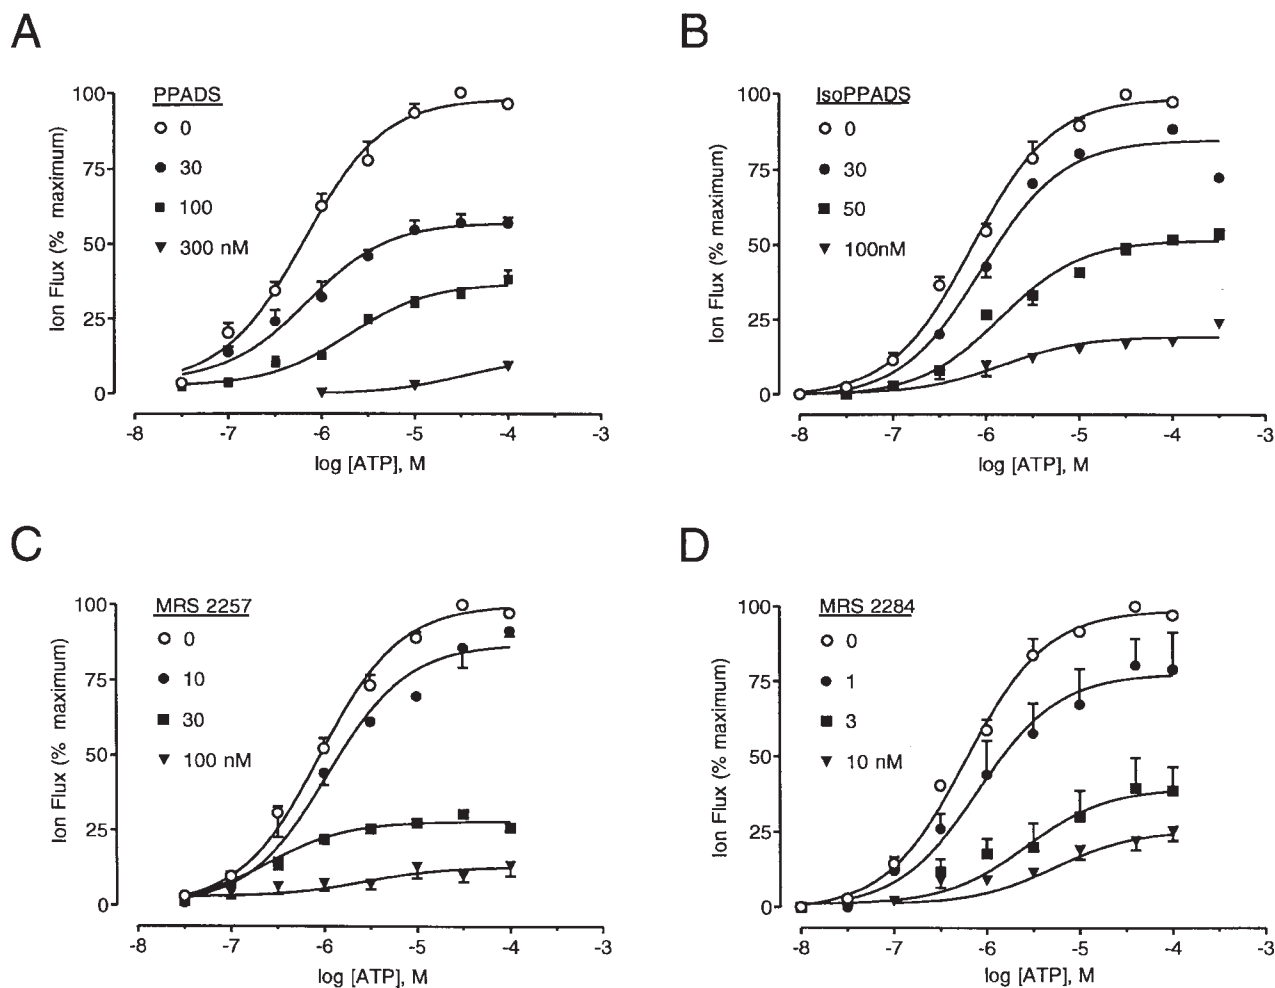 A
PPADS
0
30
100
300 nM
100
75
50
25
0
Ion Flux (% maximum)
-8 -7 -6 -5 -4 -3
log [ATP], M
B
IsoPPADS
0
30
50
100nM
100
75
50
25
0
Ion Flux (% maximum)
-8 -7 -6 -5 -4 -3
log [ATP], M
C
MRS 2257
0
10
30
100 nM
100
75
50
25
0
Ion Flux (% maximum)
-8 -7 -6 -5 -4 -3
log [ATP], M
D
MRS 2284
0
1
3
10 nM
100
75
50
25
0
Ion Flux (% maximum)
-8 -7 -6 -5 -4 -3
log [ATP], M